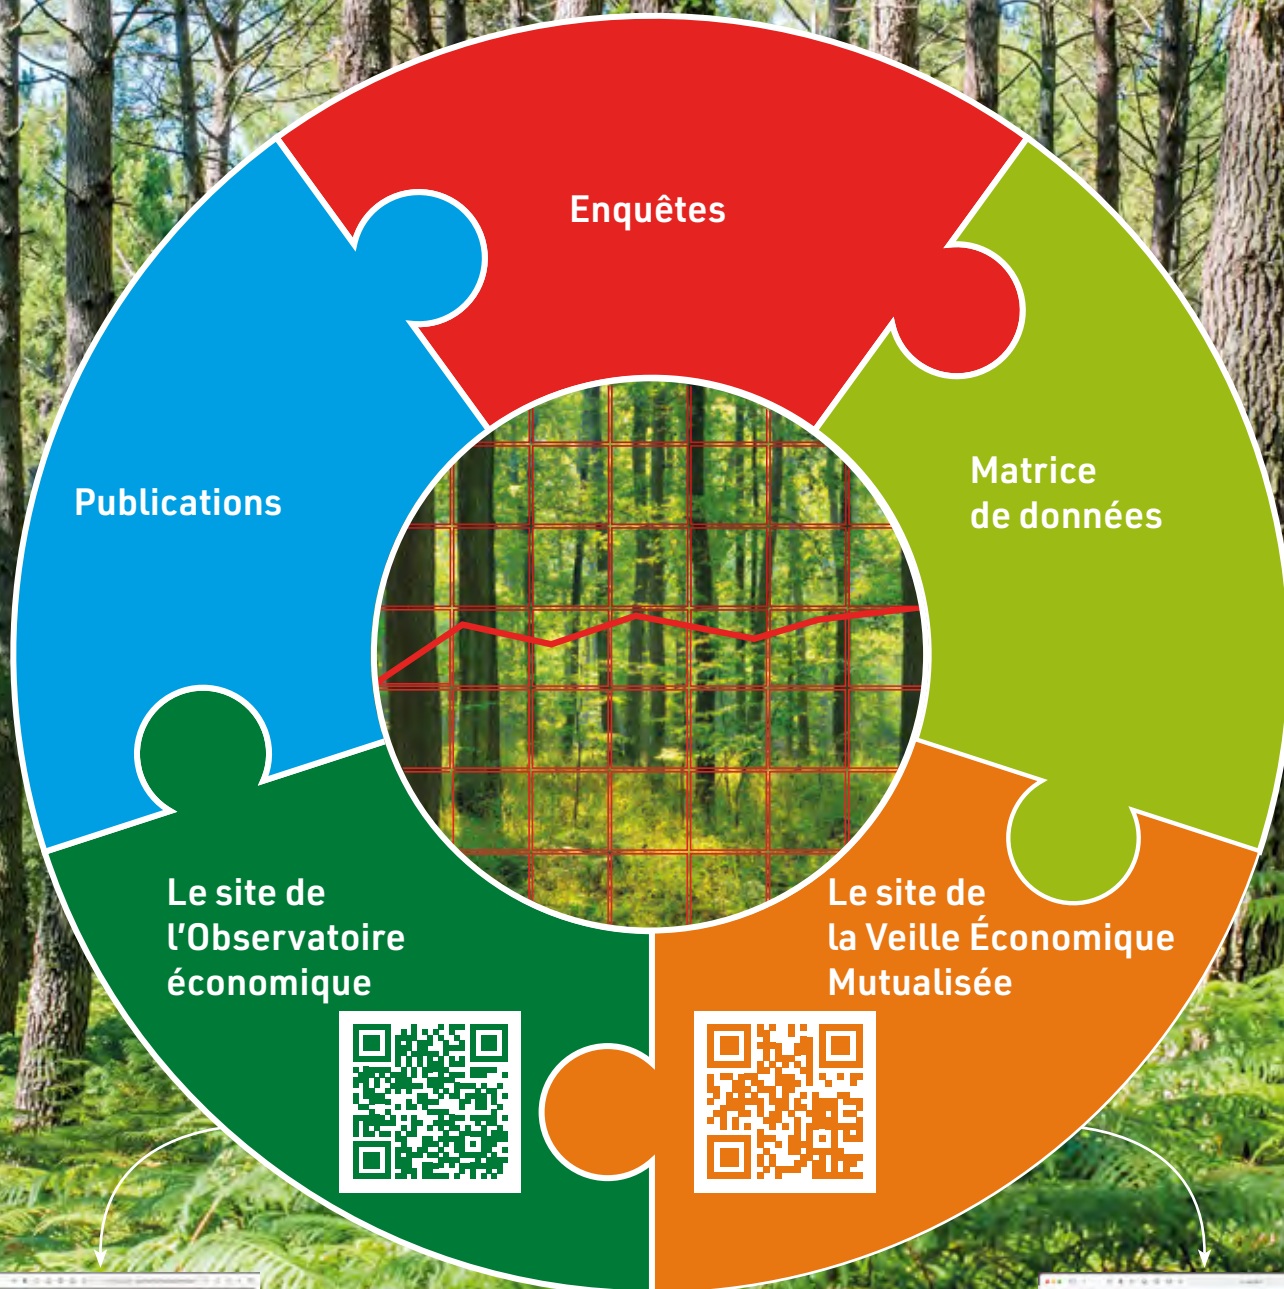 Enquêtes
Matrice
de données
Publications
Le site de
l'Observatoire
économique
Le site de
la Veille Économique
Mutualisée